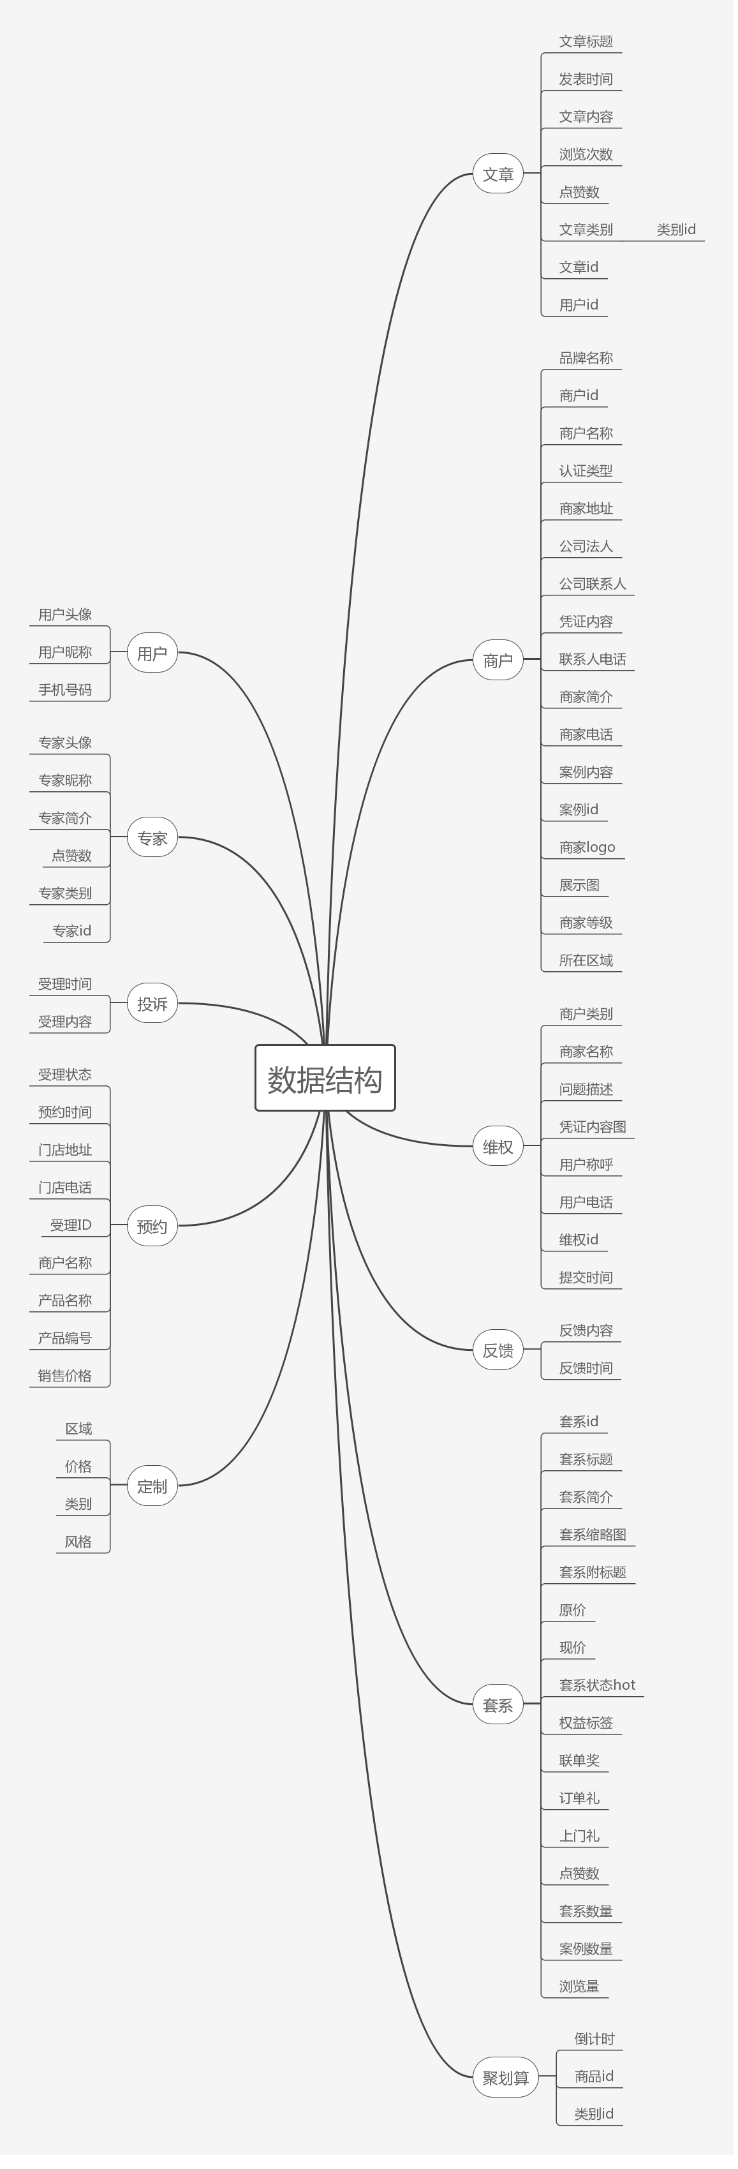 数据结构
文章
文章标题
发表时间
文章内容
浏览次数
点赞数
文章类别
类别id
文章id
用户id
商户
品牌名称
商户id
商户名称
认证类型
商家地址
公司法人
公司联系人
凭证内容
联系人电话
商家简介
商家电话
案例内容
案例id
商家logo
展示图
商家等级
所在区域
维权
商户类别
商家名称
问题描述
凭证内容图
用户称呼
用户电话
维权id
提交时间
反馈
反馈内容
反馈时间
套系
套系id
套系标题
套系简介
套系缩略图
套系附标题
原价
现价
套系状态hot
权益标签
联单奖
订单礼
上门礼
点赞数
套系数量
案例数量
浏览量
聚划算
倒计时
商品id
类别id
用户
用户头像
用户昵称
手机号码
专家
专家头像
专家昵称
专家简介
点赞数
专家类别
专家id
投诉
受理时间
受理内容
预约
受理状态
预约时间
门店地址
门店电话
受理ID
商户名称
产品名称
产品编号
销售价格
定制
区域
价格
类别
风格